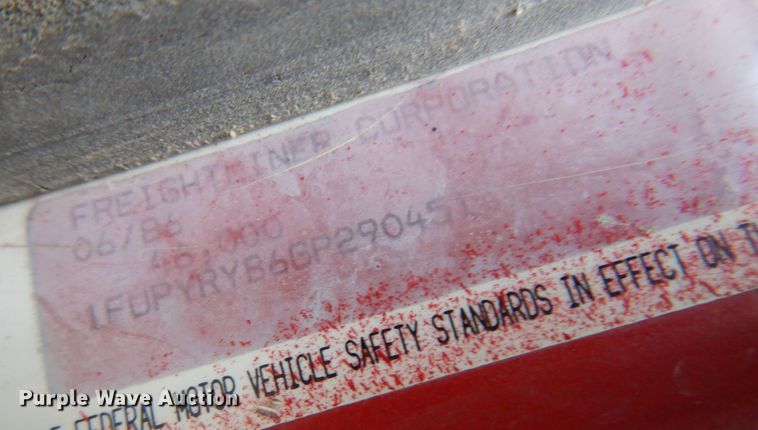 FREIGHTLINER CORPORATION
06/86
46,000
1FUPYRYB6GP290451
FEDERAL MOTOR VEHICLE SAFETY STANDARDS IN EFFECT ON
Purple Wave Auction